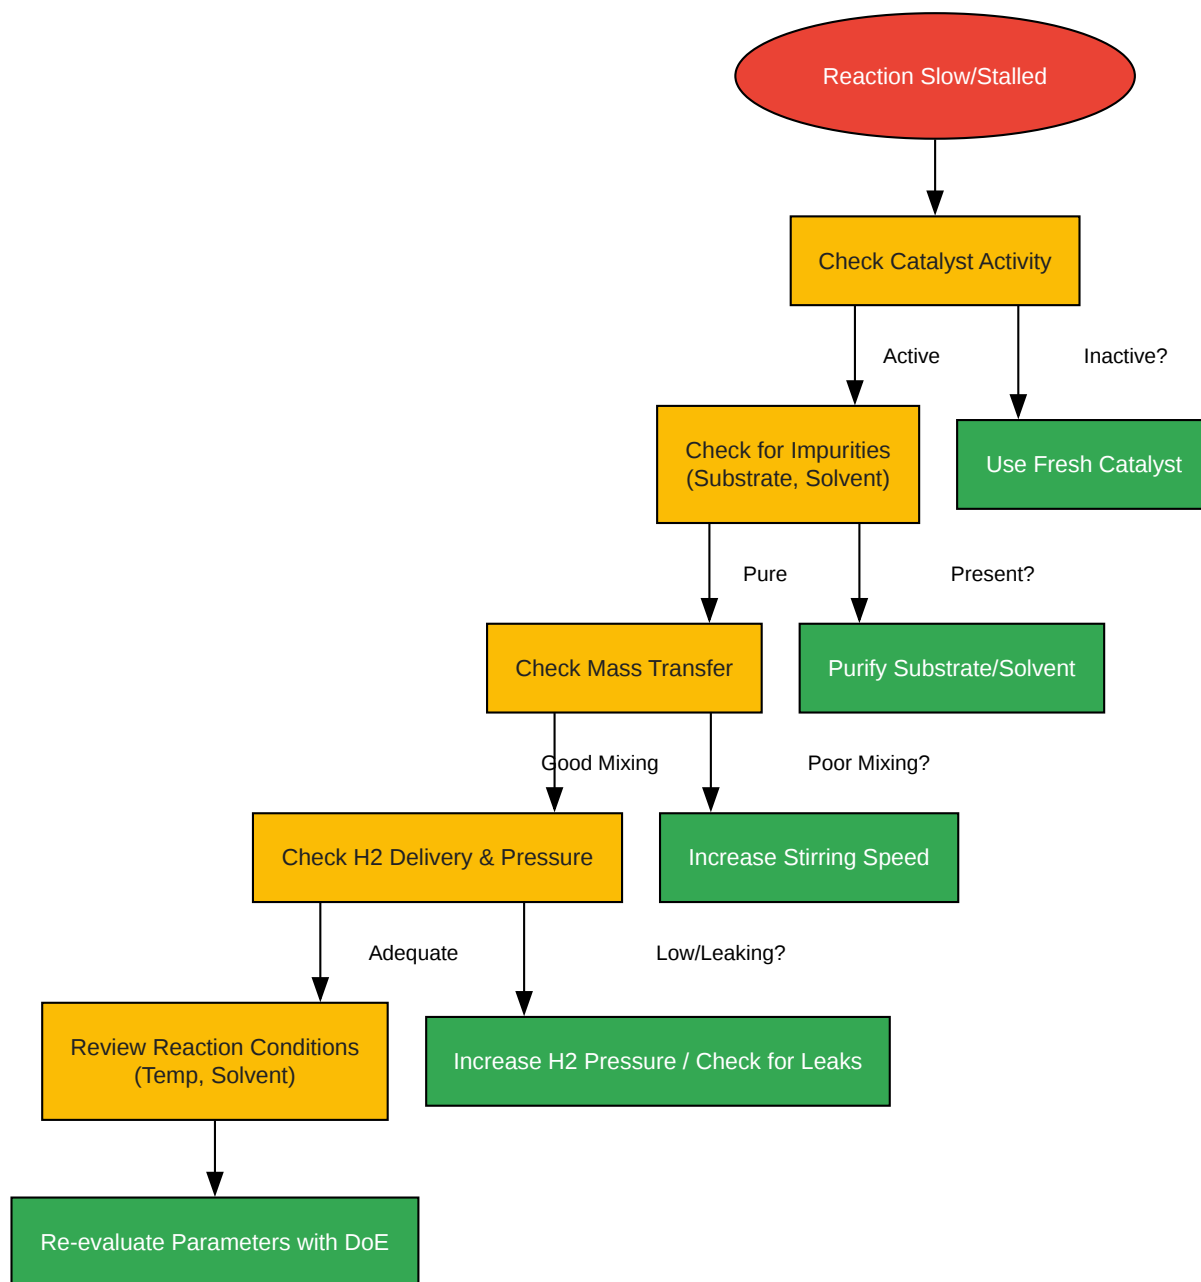 Reaction Slow/Stalled
Check Catalyst Activity
Active
Inactive?
Check for Impurities
(Substrate, Solvent)
Use Fresh Catalyst
Pure
Present?
Check Mass Transfer
Purify Substrate/Solvent
Good Mixing
Poor Mixing?
Check H2 Delivery & Pressure
Increase Stirring Speed
Adequate
Low/Leaking?
Review Reaction Conditions
(Temp, Solvent)
Increase H2 Pressure / Check for Leaks
Re-evaluate Parameters with DoE